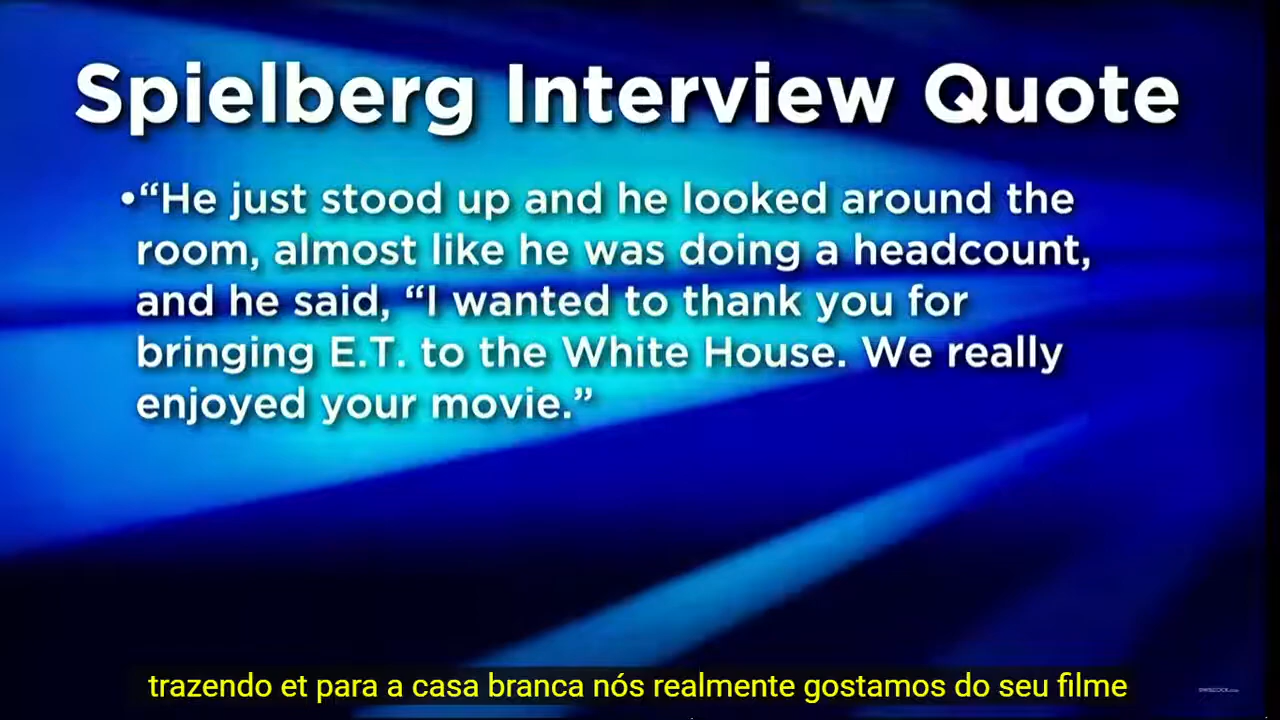 Spielberg Interview Quote
•“He just stood up and he looked around the
room, almost like he was doing a headcount,
and he said, “I wanted to thank you for
bringing E.T. to the White House. We really
enjoyed your movie.”
trazendo et para a casa branca nós realmente gostamos do seu filme